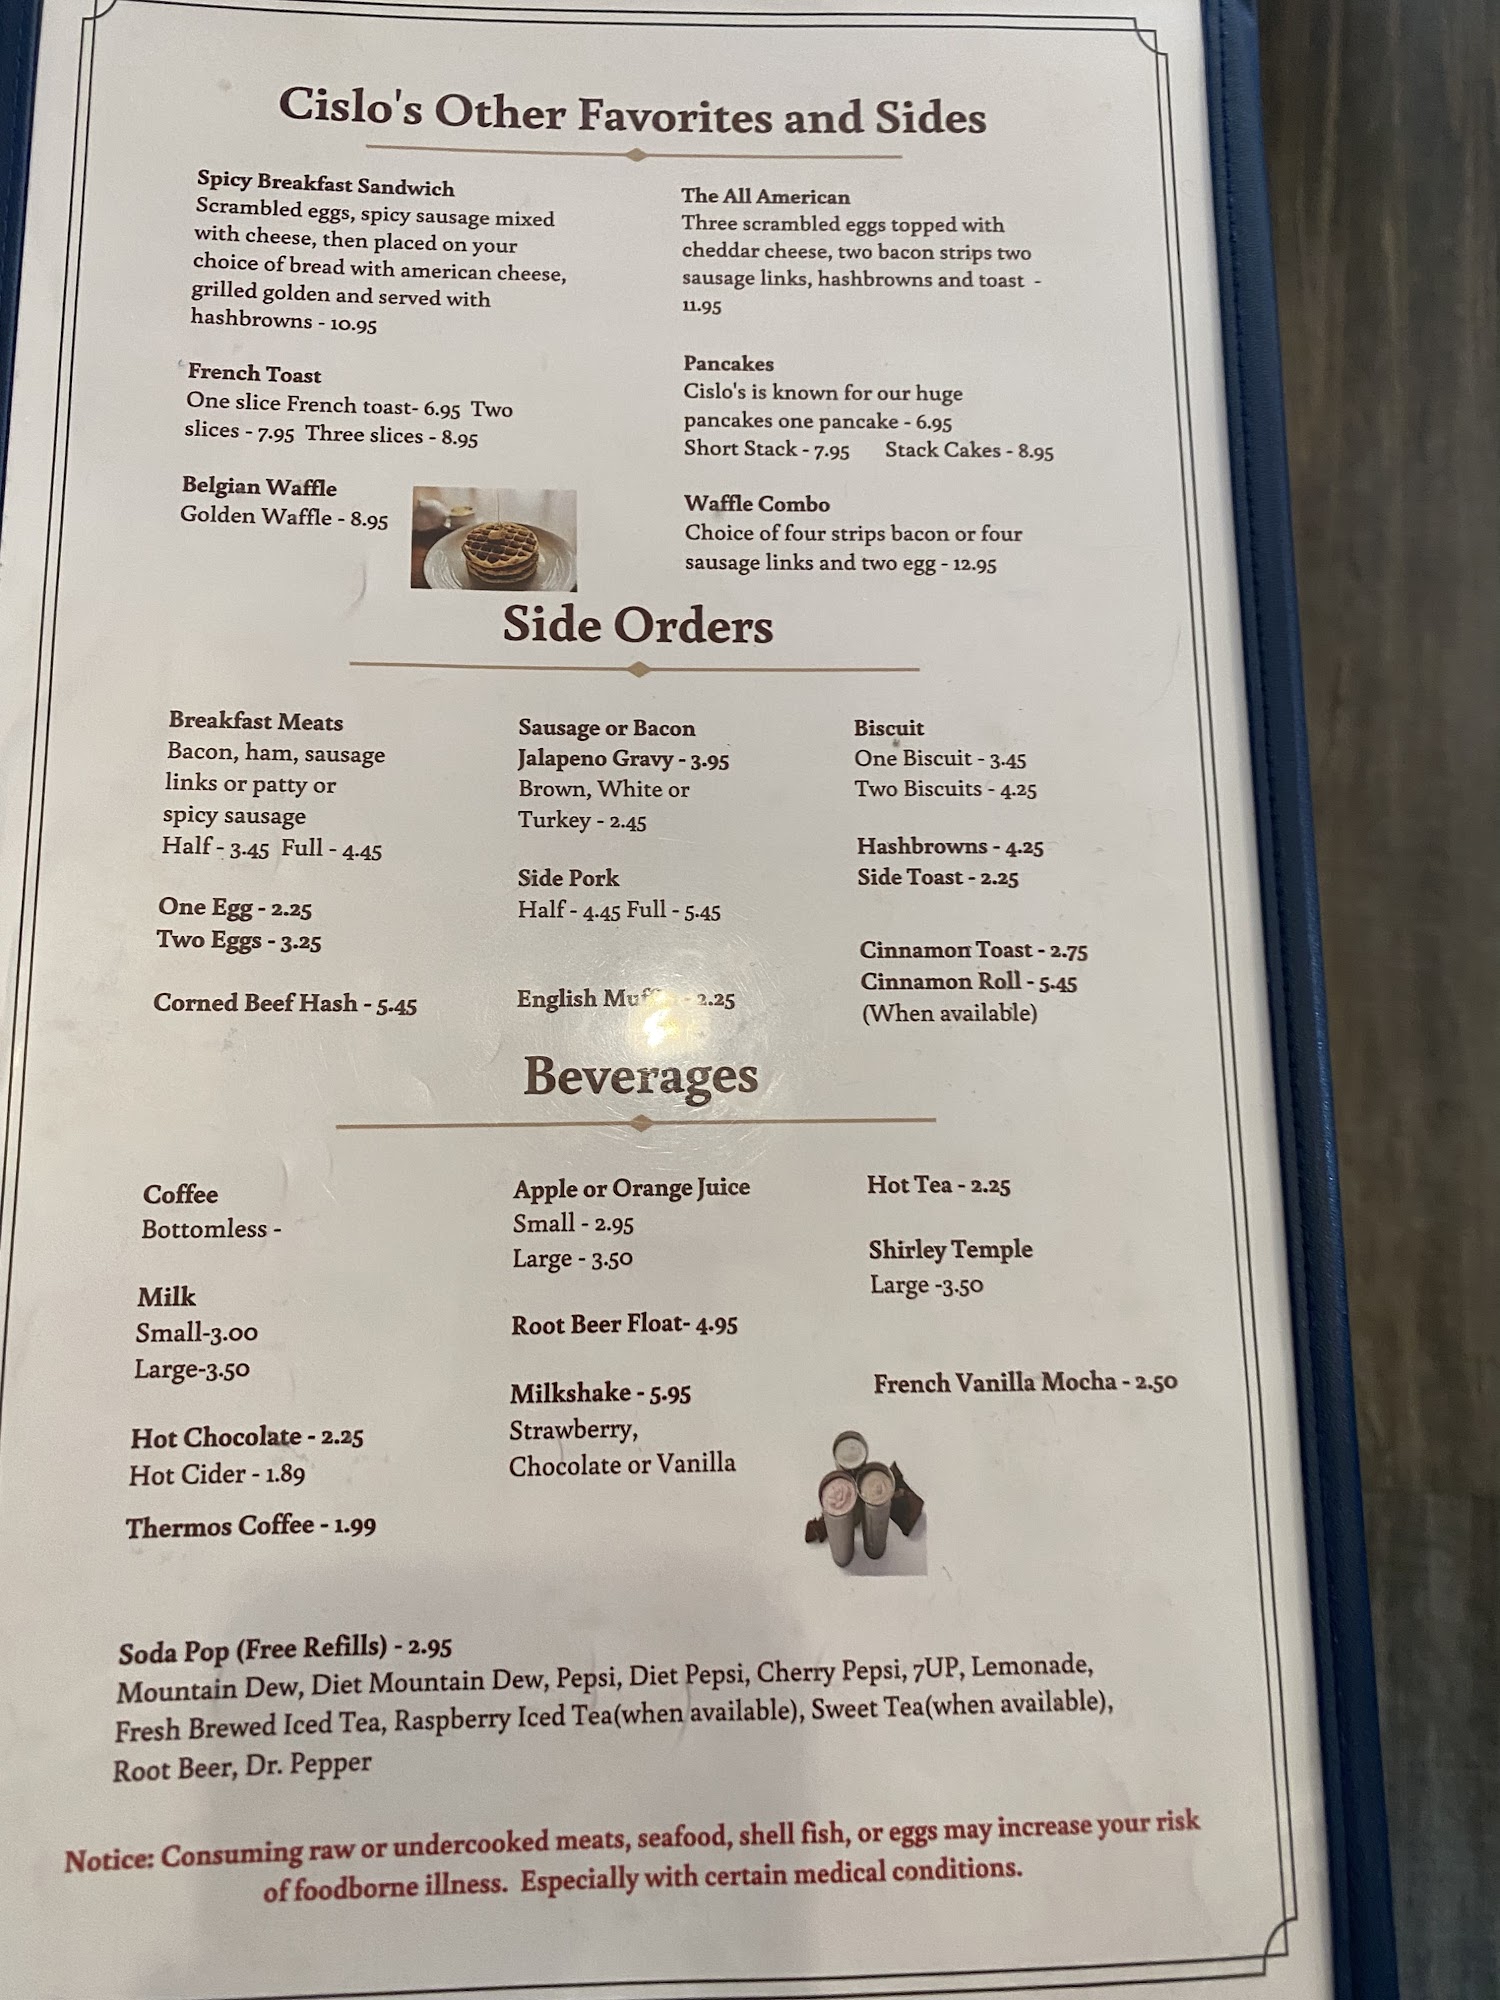 Cislo's Other Favorites and Sides
Spicy Breakfast Sandwich
Scrambled eggs, spicy sausage mixed
with cheese, then placed on your
choice of bread with american cheese,
grilled golden and served with
hashbrowns - 10.95
French Toast
One slice French toast- 6.95 Two
slices - 7.95 Three slices - 8.95
Belgian Waffle
Golden Waffle - 8.95
The All American
Three scrambled eggs topped with
cheddar cheese, two bacon strips two
sausage links, hashbrowns and toast -
11.95
Pancakes
Cislo's is known for our huge
pancakes one pancake - 6.95
Short Stack - 7.95 Stack Cakes - 8.95
Waffle Combo
Choice of four strips bacon or four
sausage links and two egg - 12.95
Side Orders
Breakfast Meats
Bacon, ham, sausage
links or patty or
spicy sausage
Half - 3.45 Full - 4.45
One Egg - 2.25
Two Eggs - 3.25
Corned Beef Hash - 5.45
Sausage or Bacon
Jalapeno Gravy - 3.95
Brown, White or
Turkey - 2.45
Side Pork
Half - 4.45 Full - 5.45
English - 2.25
Biscuit
One Biscuit - 3.45
Two Biscuits - 4.25
Hashbrowns - 4.25
Side Toast - 2.25
Cinnamon Toast - 2.75
Cinnamon Roll - 5.45
(When available)
Beverages
Coffee
Bottomless -
Milk
Small-3.00
Large-3.50
Hot Chocolate - 2.25
Hot Cider - 1.89
Thermos Coffee - 1.99
Apple or Orange Juice
Small - 2.95
Large - 3.50
Root Beer Float- 4.95
Milkshake - 5.95
Strawberry,
Chocolate or Vanilla
Hot Tea - 2.25
Shirley Temple
Large -3.50
French Vanilla Mocha - 2.50
Soda Pop (Free Refills) - 2.95
Mountain Dew, Diet Mountain Dew, Pepsi, Diet Pepsi, Cherry Pepsi, 7UP, Lemonade,
Fresh Brewed Iced Tea, Raspberry Iced Tea(when available), Sweet Tea(when available),
Root Beer, Dr. Pepper
Notice: Consuming raw or undercooked meats, seafood, shell fish, or eggs may increase your risk
of foodborne illness. Especially with certain medical conditions.